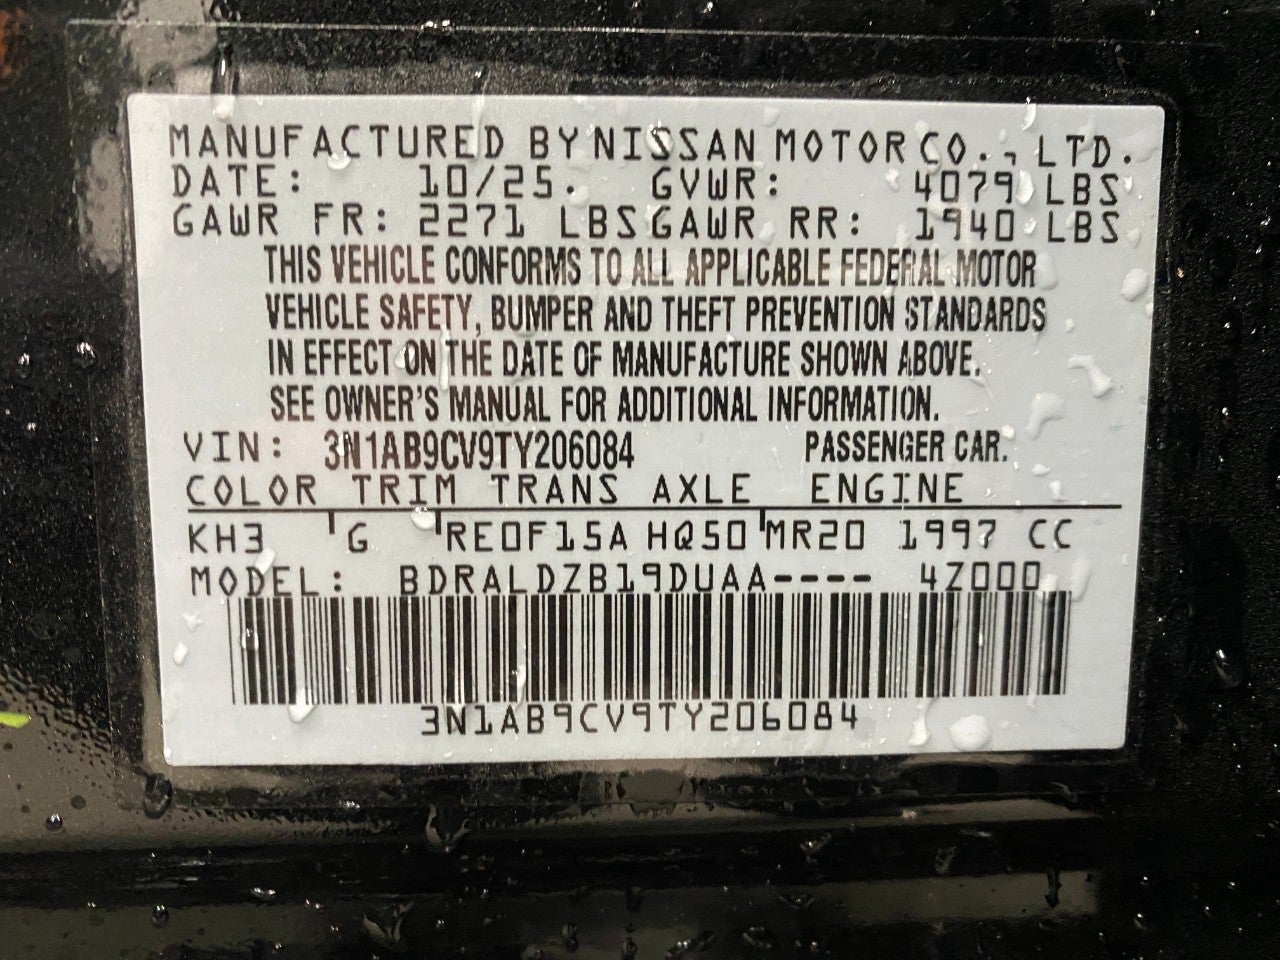 MANUFACTURED BY NISSAN MOTOR CO., LTD.
DATE: 10/25. GVWR: 4079 LBS
GAWR FR: 2271 LBS GAWR RR: 1940 LBS
THIS VEHICLE CONFORMS TO ALL APPLICABLE FEDERAL MOTOR
VEHICLE SAFETY, BUMPER AND THEFT PREVENTION STANDARDS
IN EFFECT ON THE DATE OF MANUFACTURE SHOWN ABOVE.
SEE OWNER'S MANUAL FOR ADDITIONAL INFORMATION.
VIN: 3N1AB9CV9TY206084 PASSENGER CAR.
COLOR TRIM TRANS AXLE ENGINE
KH3 G RE0F15A HQ50 MR20 1997 CC
MODEL: BDRALDZB19DUAA---- 4Z000
3N1AB9CV9TY206084